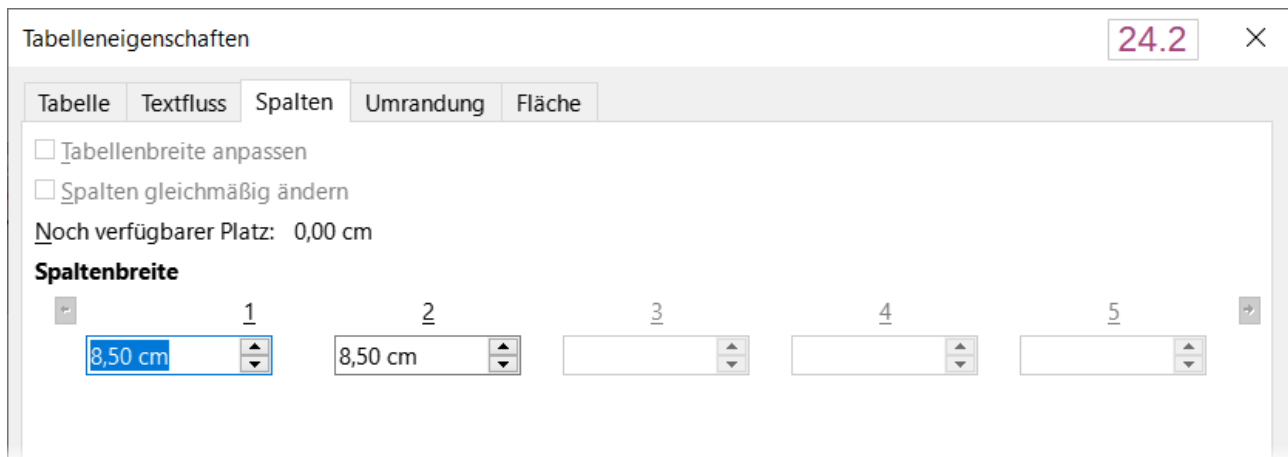 Tabelleneigenschaften 24.2
Tabelle Textfluss Spalten Umrandung Fläche
Tabellenbreite anpassen
Spalten gleichmäßig ändern
Noch verfügbarer Platz: 0,00 cm
Spaltenbreite
1 2 3 4 5
8,50 cm 8,50 cm